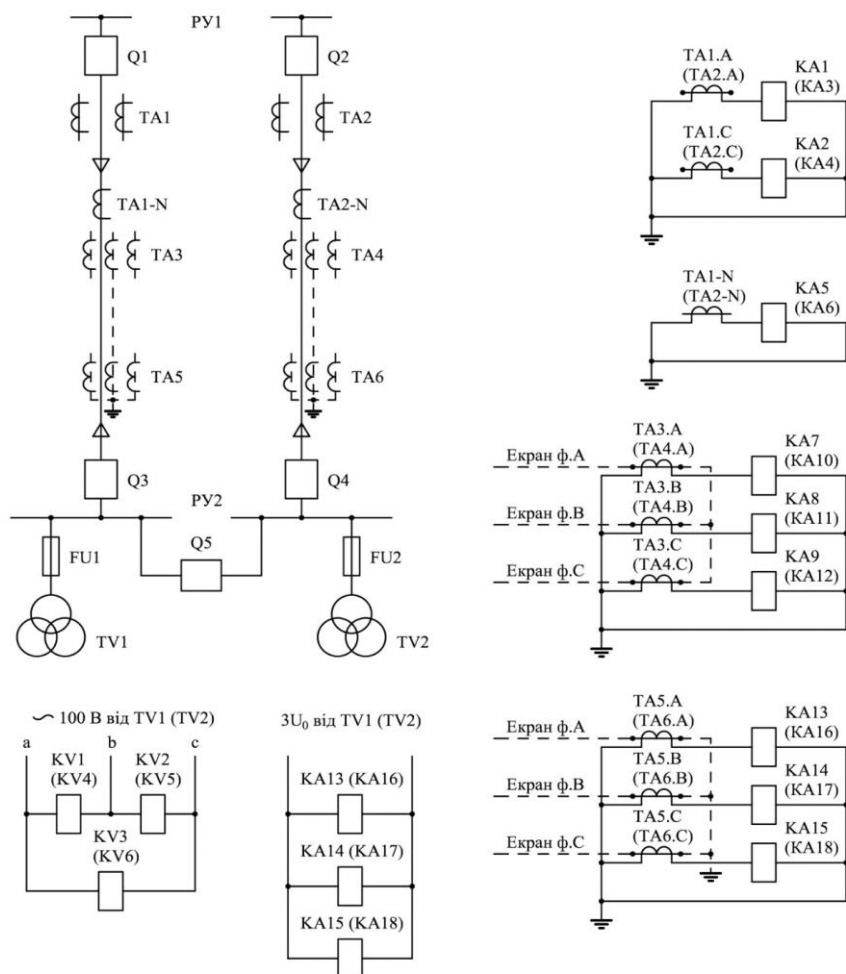 РУ1
Q1
Q2
TA1
TA2
TA1-N
TA2-N
TA3
TA4
TA5
TA6
Q3
Q4
РУ2
Q5
FU1
FU2
TV1
TV2
100 В від TV1 (TV2)
a
b
c
KV1
(KV4)
KV2
(KV5)
KV3
(KV6)
3U₀ від TV1 (TV2)
KA13 (KA16)
KA14 (KA17)
KA15 (KA18)
TA1.A
(TA2.A)
KA1
(KA3)
TA1.C
(TA2.C)
KA2
(KA4)
TA1-N
(TA2-N)
KA5
(KA6)
TA3.A
(TA4.A)
KA7
(KA10)
Екран ф.А
TA3.B
(TA4.B)
KA8
(KA11)
Екран ф.В
TA3.C
(TA4.C)
KA9
(KA12)
Екран ф.С
TA5.A
(TA6.A)
KA13
(KA16)
Екран ф.А
TA5.B
(TA6.B)
KA14
(KA17)
Екран ф.В
TA5.C
(TA6.C)
KA15
(KA18)
Екран ф.С